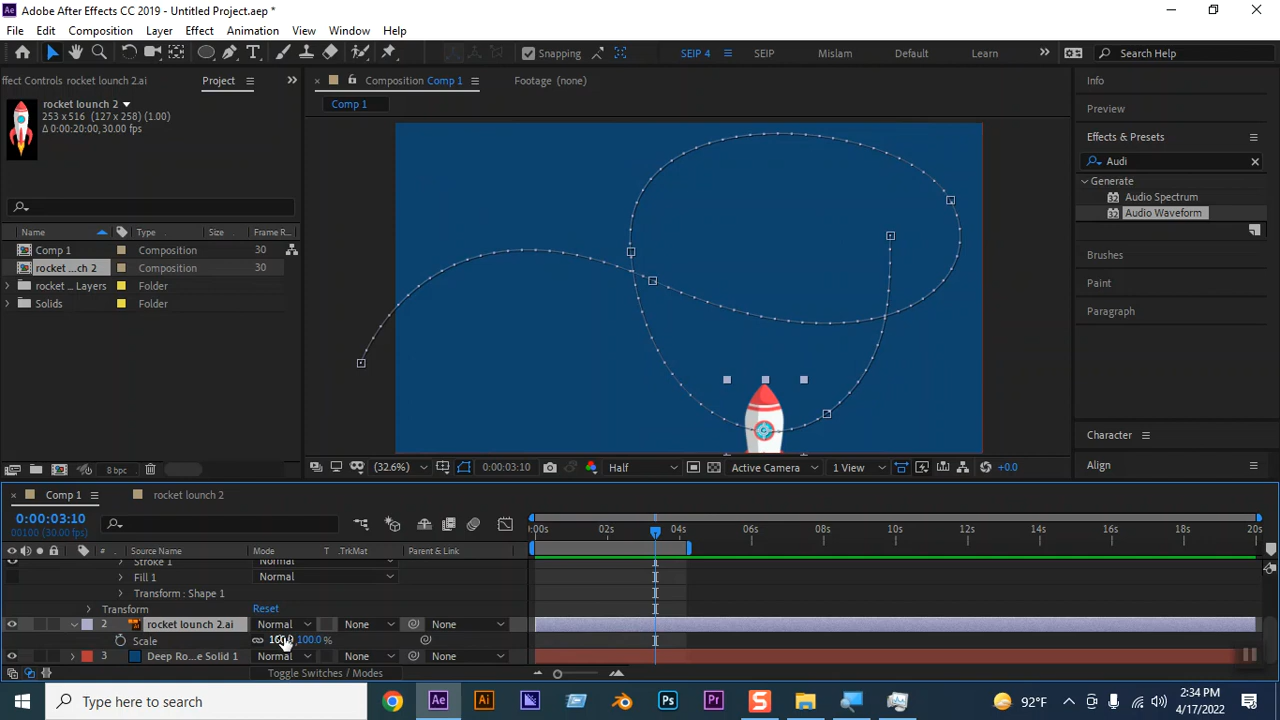 Adobe After Effects CC 2019 - Untitled Project.aep *
File Edit Composition Layer Effect Animation View Window Help
Snapping SEIP 4 SEIP Mislam Default Learn Search Help
ffect Controls rocket lounch 2.ai Project
Composition Comp 1 Footage (none)
Info
rocket lounch 2
253 x 516 (127 x 258) (1.00)
Δ 0:00:20:00, 30.00 fps
Comp 1
Preview
Effects & Presets
Audi
Generate
Audio Spectrum
Audio Waveform
Name Type Size Frame R
Comp 1 Composition 30
rocket ...ch 2 Composition 30
rocket ... Layers Folder
Solids Folder
Brushes
Paint
Paragraph
Character
Align
8 bpc
(32.6%) 0:00:03:10 Half Active Camera 1 View +0.0
Comp 1 rocket lounch 2
0:00:03:10
00100 (30.00 fps)
:00s 02s 04s 06s 08s 10s 12s 14s 16s 18s 20s
# Source Name Mode T .TrkMat Parent & Link
Stroke 1 Normal
Fill 1 Normal
Transform : Shape 1
Transform Reset
2 rocket lounch 2.ai Normal None None
Scale 100.0%
3 Deep Ro...e Solid 1 Normal None None
Toggle Switches / Modes
Type here to search
Ae Ai Ps Pr S
92°F
2:34 PM
4/17/2022